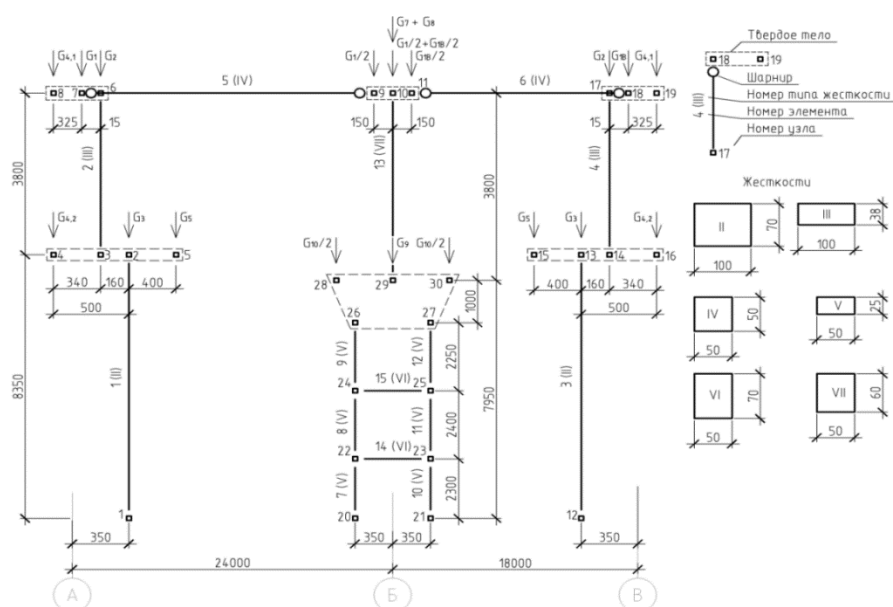 G₇ + G₈
G₄,₁ G₁ G₂
G₁/2 G₁/2+G₁₈/2
G₁₈/2
G₂ G₁₈ G₄,₁
8 7 6 5 (IV) 9 10 11 6 (IV) 17 18 19
325 15 150 150 15 325
3800
2 (III)
13 (VII)
4 (III)
3800
G₄,₂ G₃ G₅
G₁₀/2 G₉ G₁₀/2
G₅ G₃ G₄,₂
4 3 2 5
15 13 14 16
340 160 400
400 160 340
500
500
28 29 30
1000
26 27
8350
1 (II)
9 (V) 12 (V)
2250
3 (II)
24 15 (VI) 25
8 (V) 11 (V)
2400
7950
22 14 (VI) 23
7 (V) 10 (V)
2300
1 20 21 12
350 350 350 350
24000 18000
А Б В
Твердое тело
18 19
Шарнир
Номер типа жесткости
Номер элемента
Номер узла
4 (III)
17
Жесткости
II 70 100
III 38 100
IV 50 50
V 25 50
VI 70 50
VII 60 50